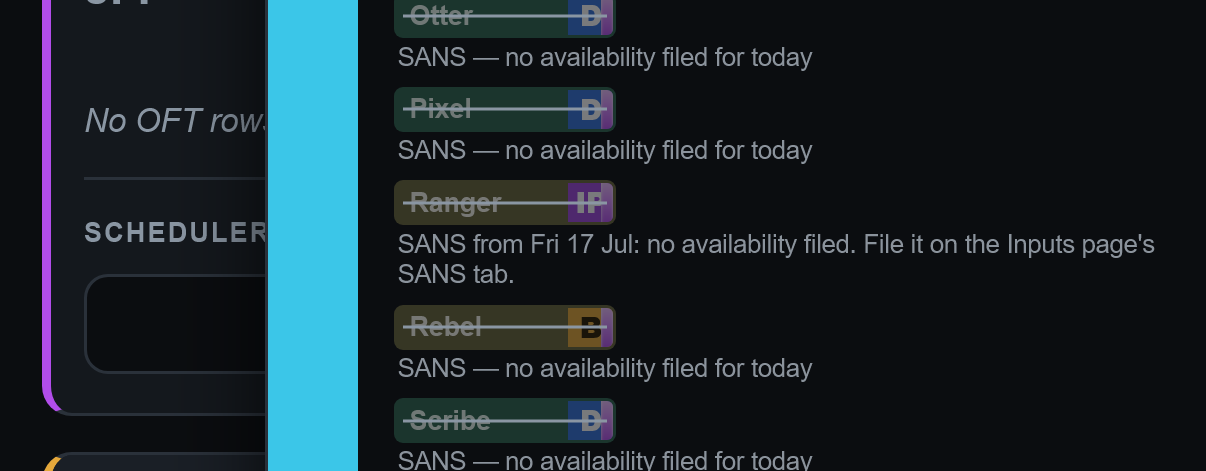 Otter D
SANS — no availability filed for today
Pixel D
SANS — no availability filed for today
No OFT rows
Ranger IP
SANS from Fri 17 Jul: no availability filed. File it on the Inputs page's
SANS tab.
SCHEDULER
Rebel B
SANS — no availability filed for today
Scribe D
SANS — no availability filed for today